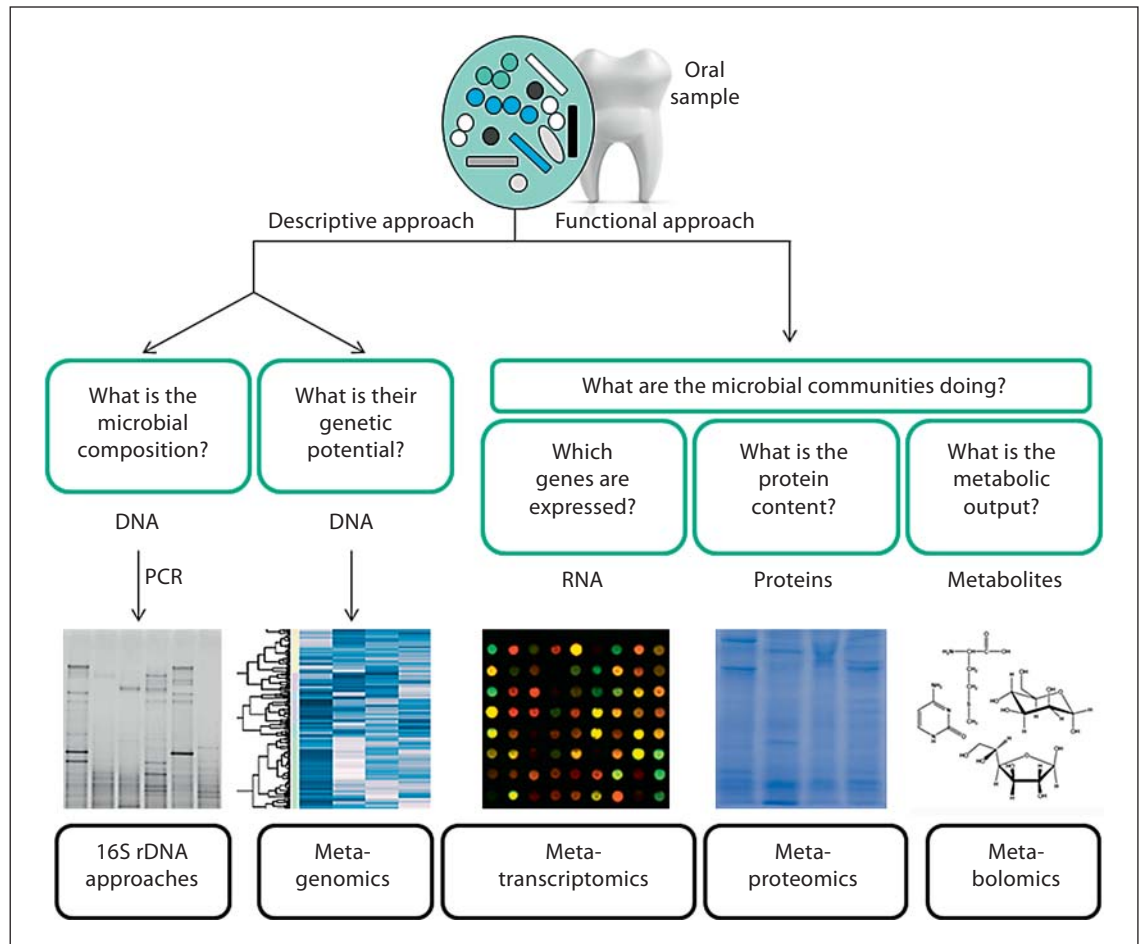 Oral
sample
Descriptive approach
Functional approach
What is the
microbial
composition?
What is their
genetic
potential?
What are the microbial communities doing?
Which
genes are
expressed?
What is the
protein
content?
What is the
metabolic
output?
DNA
DNA
PCR
RNA
Proteins
Metabolites
16S rDNA
approaches
Meta-
genomics
Meta-
transcriptomics
Meta-
proteomics
Meta-
bolomics